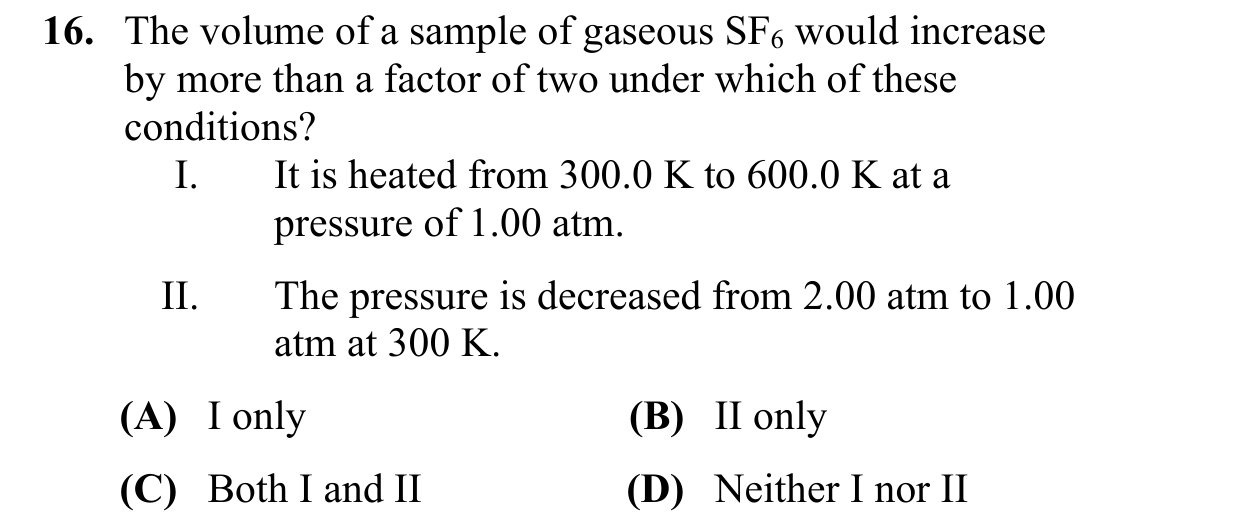 16. The volume of a sample of gaseous SF₆ would increase
by more than a factor of two under which of these
conditions?
I. It is heated from 300.0 K to 600.0 K at a
pressure of 1.00 atm.
II. The pressure is decreased from 2.00 atm to 1.00
atm at 300 K.
(A) I only (B) II only
(C) Both I and II (D) Neither I nor II